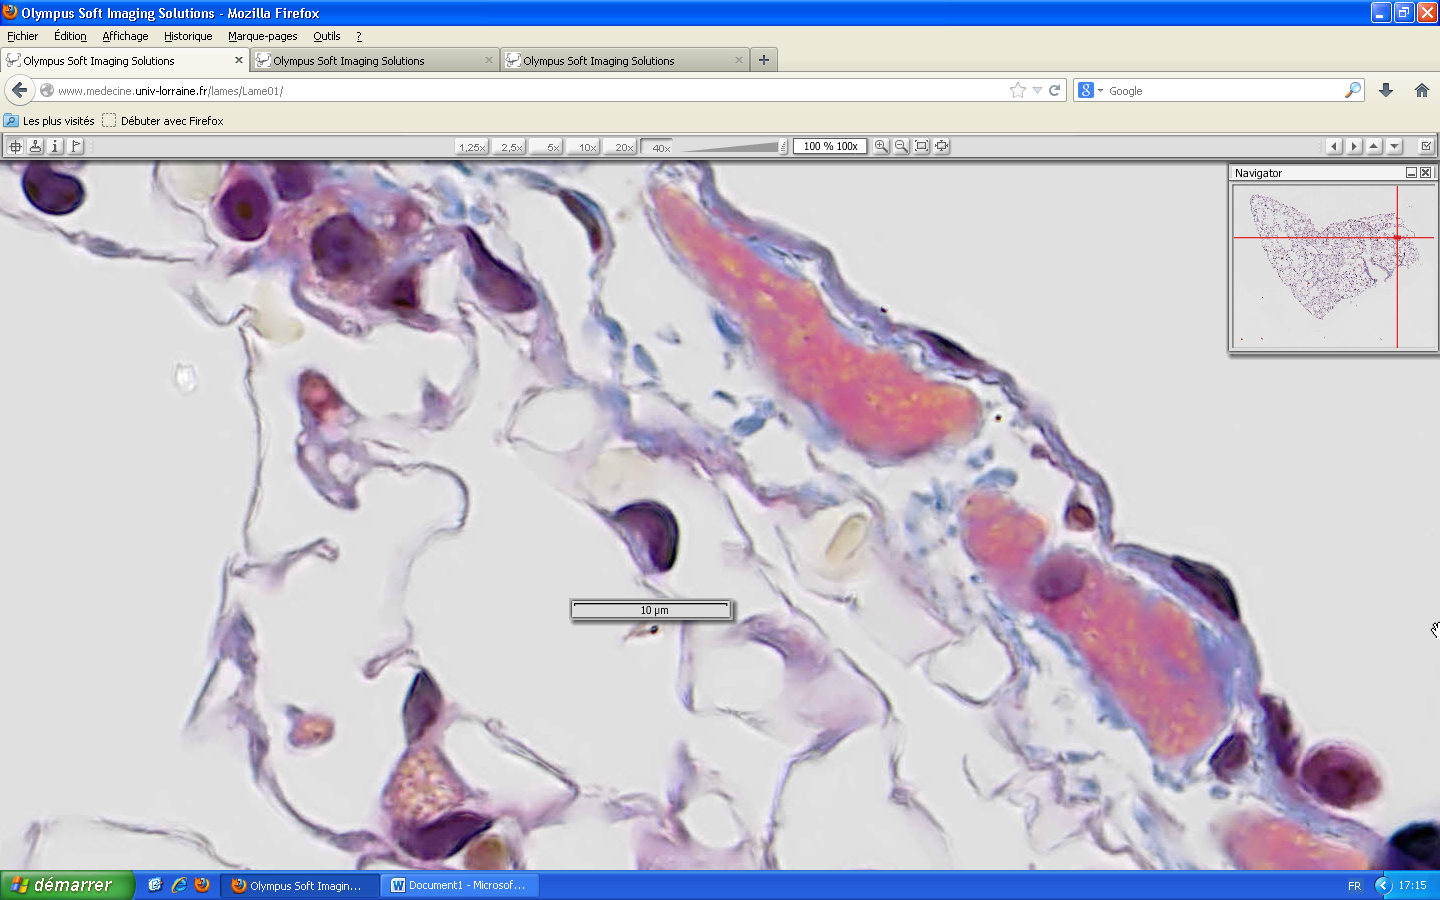 Olympus Soft Imaging Solutions - Mozilla Firefox
Fichier Édition Affichage Historique Marque-pages Outils ?
Olympus Soft Imaging Solutions Olympus Soft Imaging Solutions Olympus Soft Imaging Solutions
www.medecine.univ-lorraine.fr/lames/Lame01/ Google
Les plus visités Débuter avec Firefox
1,25x 2,5x 5x 10x 20x 40x 100 % 100x
Navigator
10 µm
démarrer Olympus Soft Imagin... Document1 - Microsof... FR 17:15